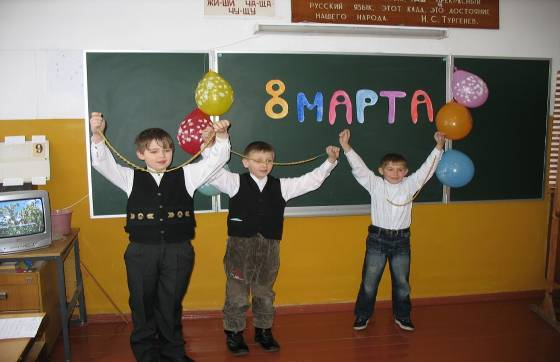 ЖИ-ШИ ЧА-ЩА
ЧУ-ЩУ
РУССКИЙ ЯЗЫК, ЭТОТ КЛАД, ЭТО ДОСТОЯНИЕ
НАШЕГО НАРОДА. И.С.ТУРГЕНЕВ.
8 МАРТА
9